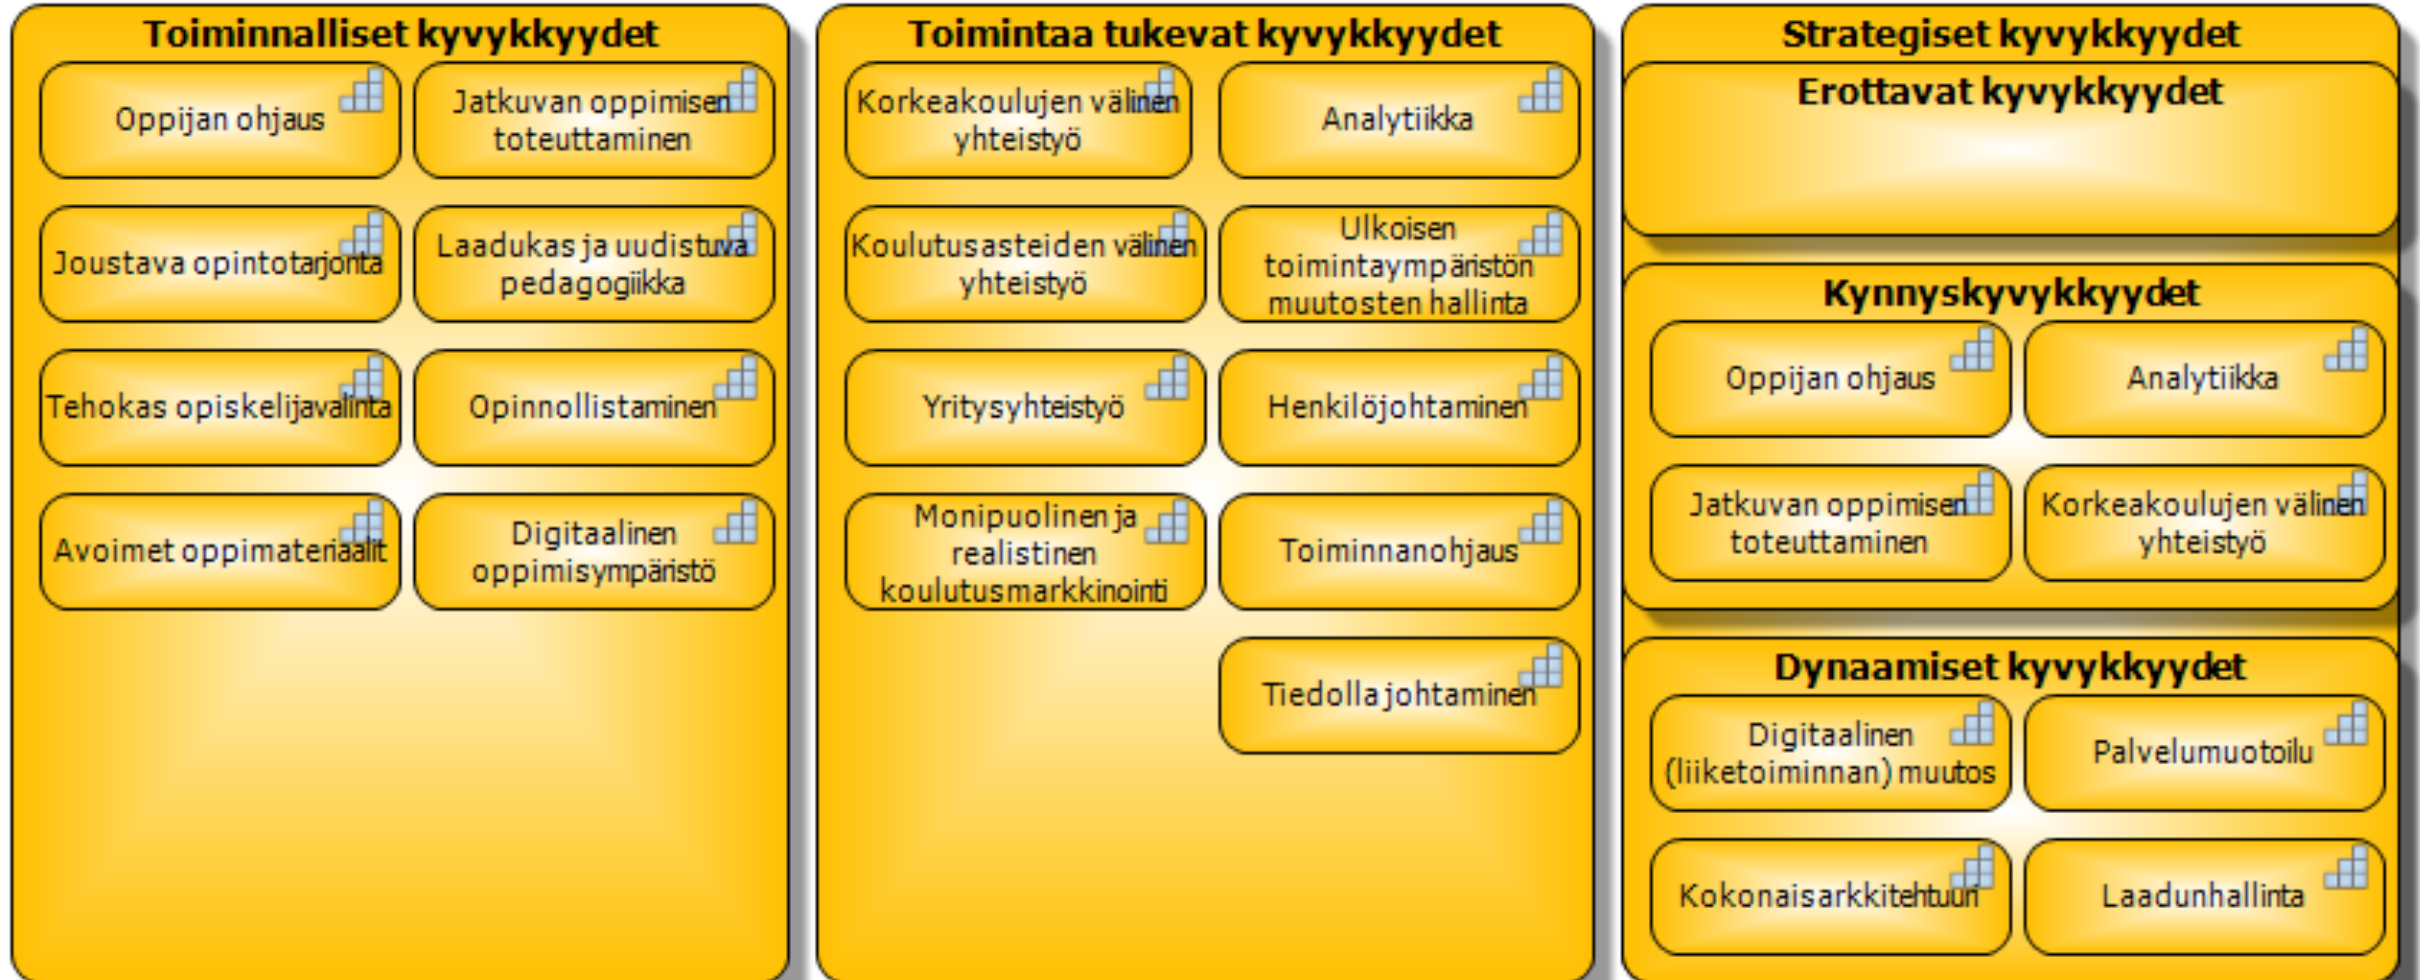 Toiminnalliset kyvykkyydet
Oppijan ohjaus
Jatkuvan oppimisen
toteuttaminen
Joustava opintotarjonta
Laadukas ja uudistuva
pedagogiikka
Tehokas opiskelijavalinta
Opinnollistaminen
Avoimet oppimateriaalit
Digitaalinen
oppimisympäristö
Toimintaa tukevat kyvykkyydet
Korkeakoulujen välinen
yhteistyö
Analytiikka
Koulutusasteiden välinen
yhteistyö
Ulkoisen
toimintaympäristön
muutosten hallinta
Yritysyhteistyö
Henkilöjohtaminen
Monipuolinen ja
realistinen
koulutusmarkkinointi
Toiminnanohjaus
Tiedolla johtaminen
Strategiset kyvykkyydet
Erottavat kyvykkyydet
Kynnyskyvykkyydet
Oppijan ohjaus
Analytiikka
Jatkuvan oppimisen
toteuttaminen
Korkeakoulujen välinen
yhteistyö
Dynaamiset kyvykkyydet
Digitaalinen
(liiketoiminnan) muutos
Palvelumuotoilu
Kokonaisarkkitehtuuri
Laadunhallinta